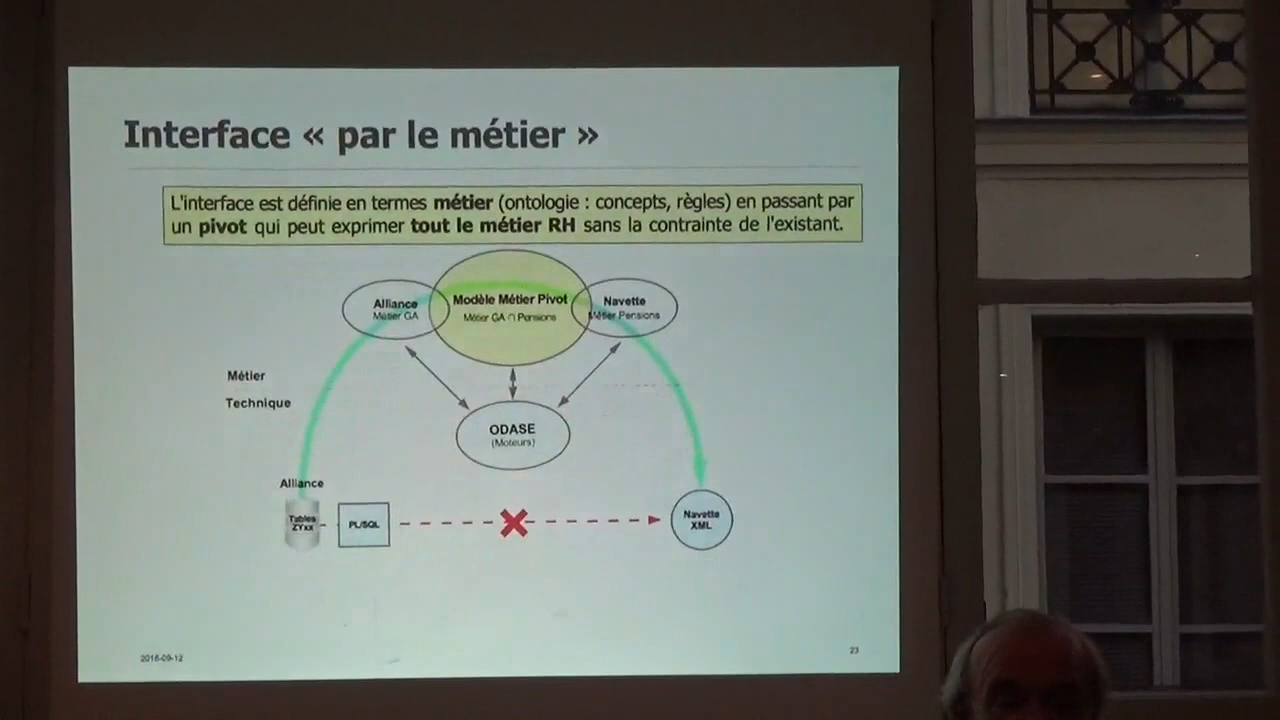 Interface « par le métier »
L'interface est définie en termes métier (ontologie : concepts, règles) en passant par
un pivot qui peut exprimer tout le métier RH sans la contrainte de l'existant.
Alliance
Métier GA
Modèle Métier Pivot
Métier GA ∩ Pensions
Navette
Métier Pensions
Métier
Technique
ODASE
(Moteurs)
Alliance
Tables
ZYxx
PL/SQL
Navette
XML
2016-09-12
23